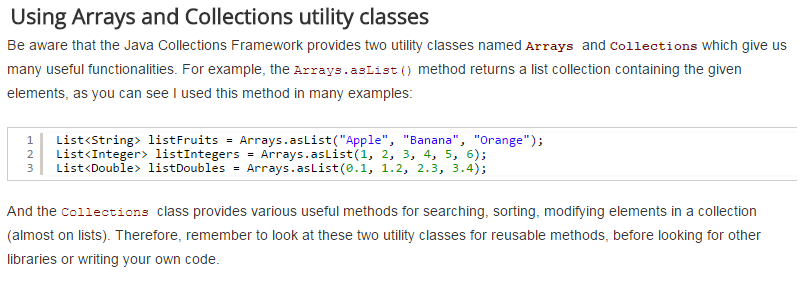 Using Arrays and Collections utility classes
Be aware that the Java Collections Framework provides two utility classes named Arrays and Collections which give us
many useful functionalities. For example, the Arrays.asList() method returns a list collection containing the given
elements, as you can see I used this method in many examples:
1 List<String> listFruits = Arrays.asList("Apple", "Banana", "Orange");
2 List<Integer> listIntegers = Arrays.asList(1, 2, 3, 4, 5, 6);
3 List<Double> listDoubles = Arrays.asList(0.1, 1.2, 2.3, 3.4);
And the Collections class provides various useful methods for searching, sorting, modifying elements in a collection
(almost on lists). Therefore, remember to look at these two utility classes for reusable methods, before looking for other
libraries or writing your own code.